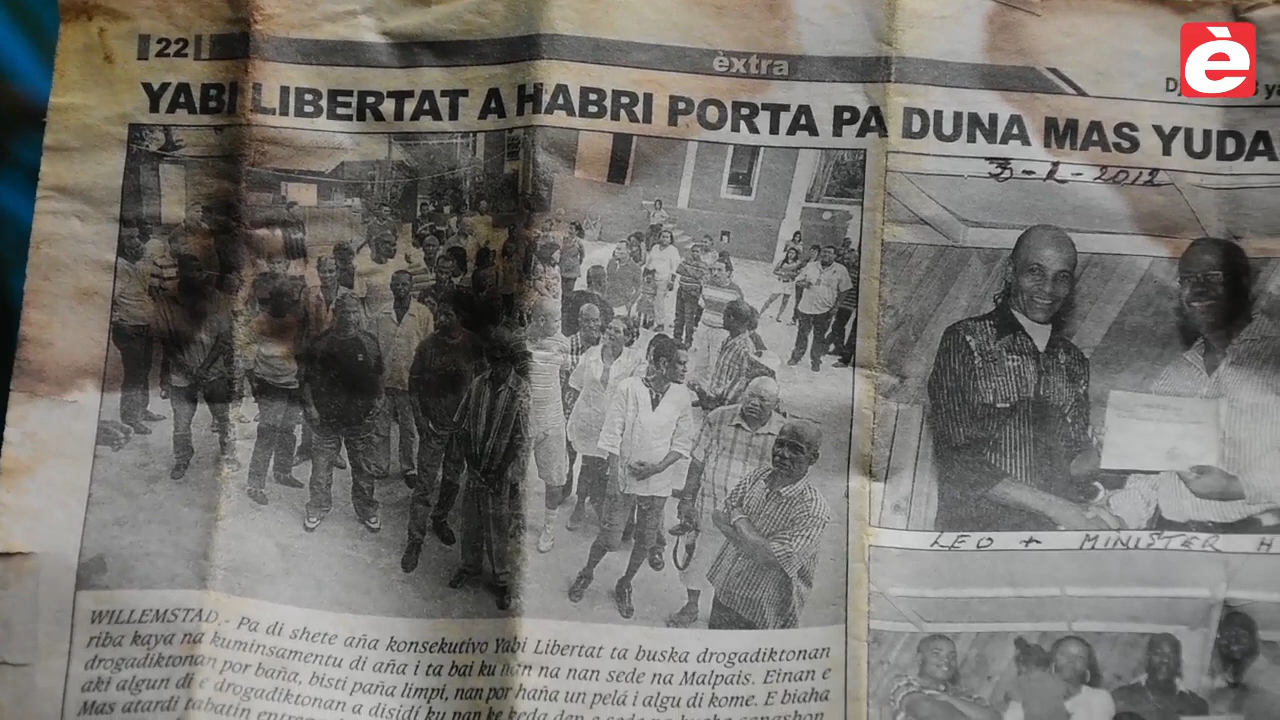 è
22
èxtra
YABI LIBERTAT A HABRI PORTA PA DUNA MAS YUDA
2012
LEO + MINISTER H
WILLEMSTAD.- Pa di shete aña konsekutivo Yabi Libertat ta buska drogadiktonan
riba kaya na kuminsamentu di aña i ta bai ku nan na nan sede na Malpais. Einan e
drogadiktonan por baña, bisti paña limpi, nan por haña un pelá i algu di kome. E biaha
aki algun di e drogadiktonan a disidí ku nan ke keda den e sede
Mas atardi tabatin